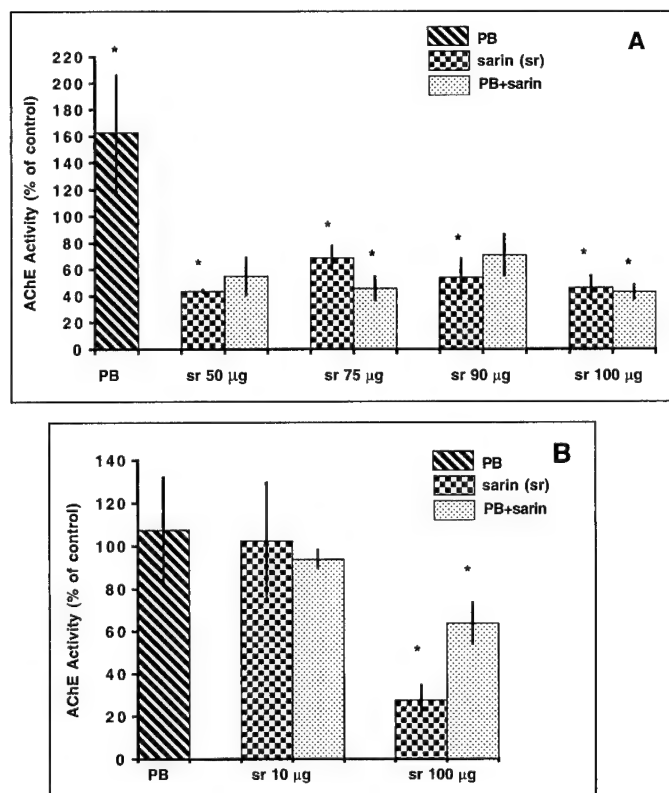 A
PB
sarin (sr)
PB+sarin
AChE Activity (% of control)
220
200
180
160
140
120
100
80
60
40
20
0
*
*
*
*
*
*
*
PB sr 50 µg sr 75 µg sr 90 µg sr 100 µg
B
PB
sarin (sr)
PB+sarin
AChE Activity (% of control)
140
120
100
80
60
40
20
0
*
*
PB sr 10 µg sr 100 µg